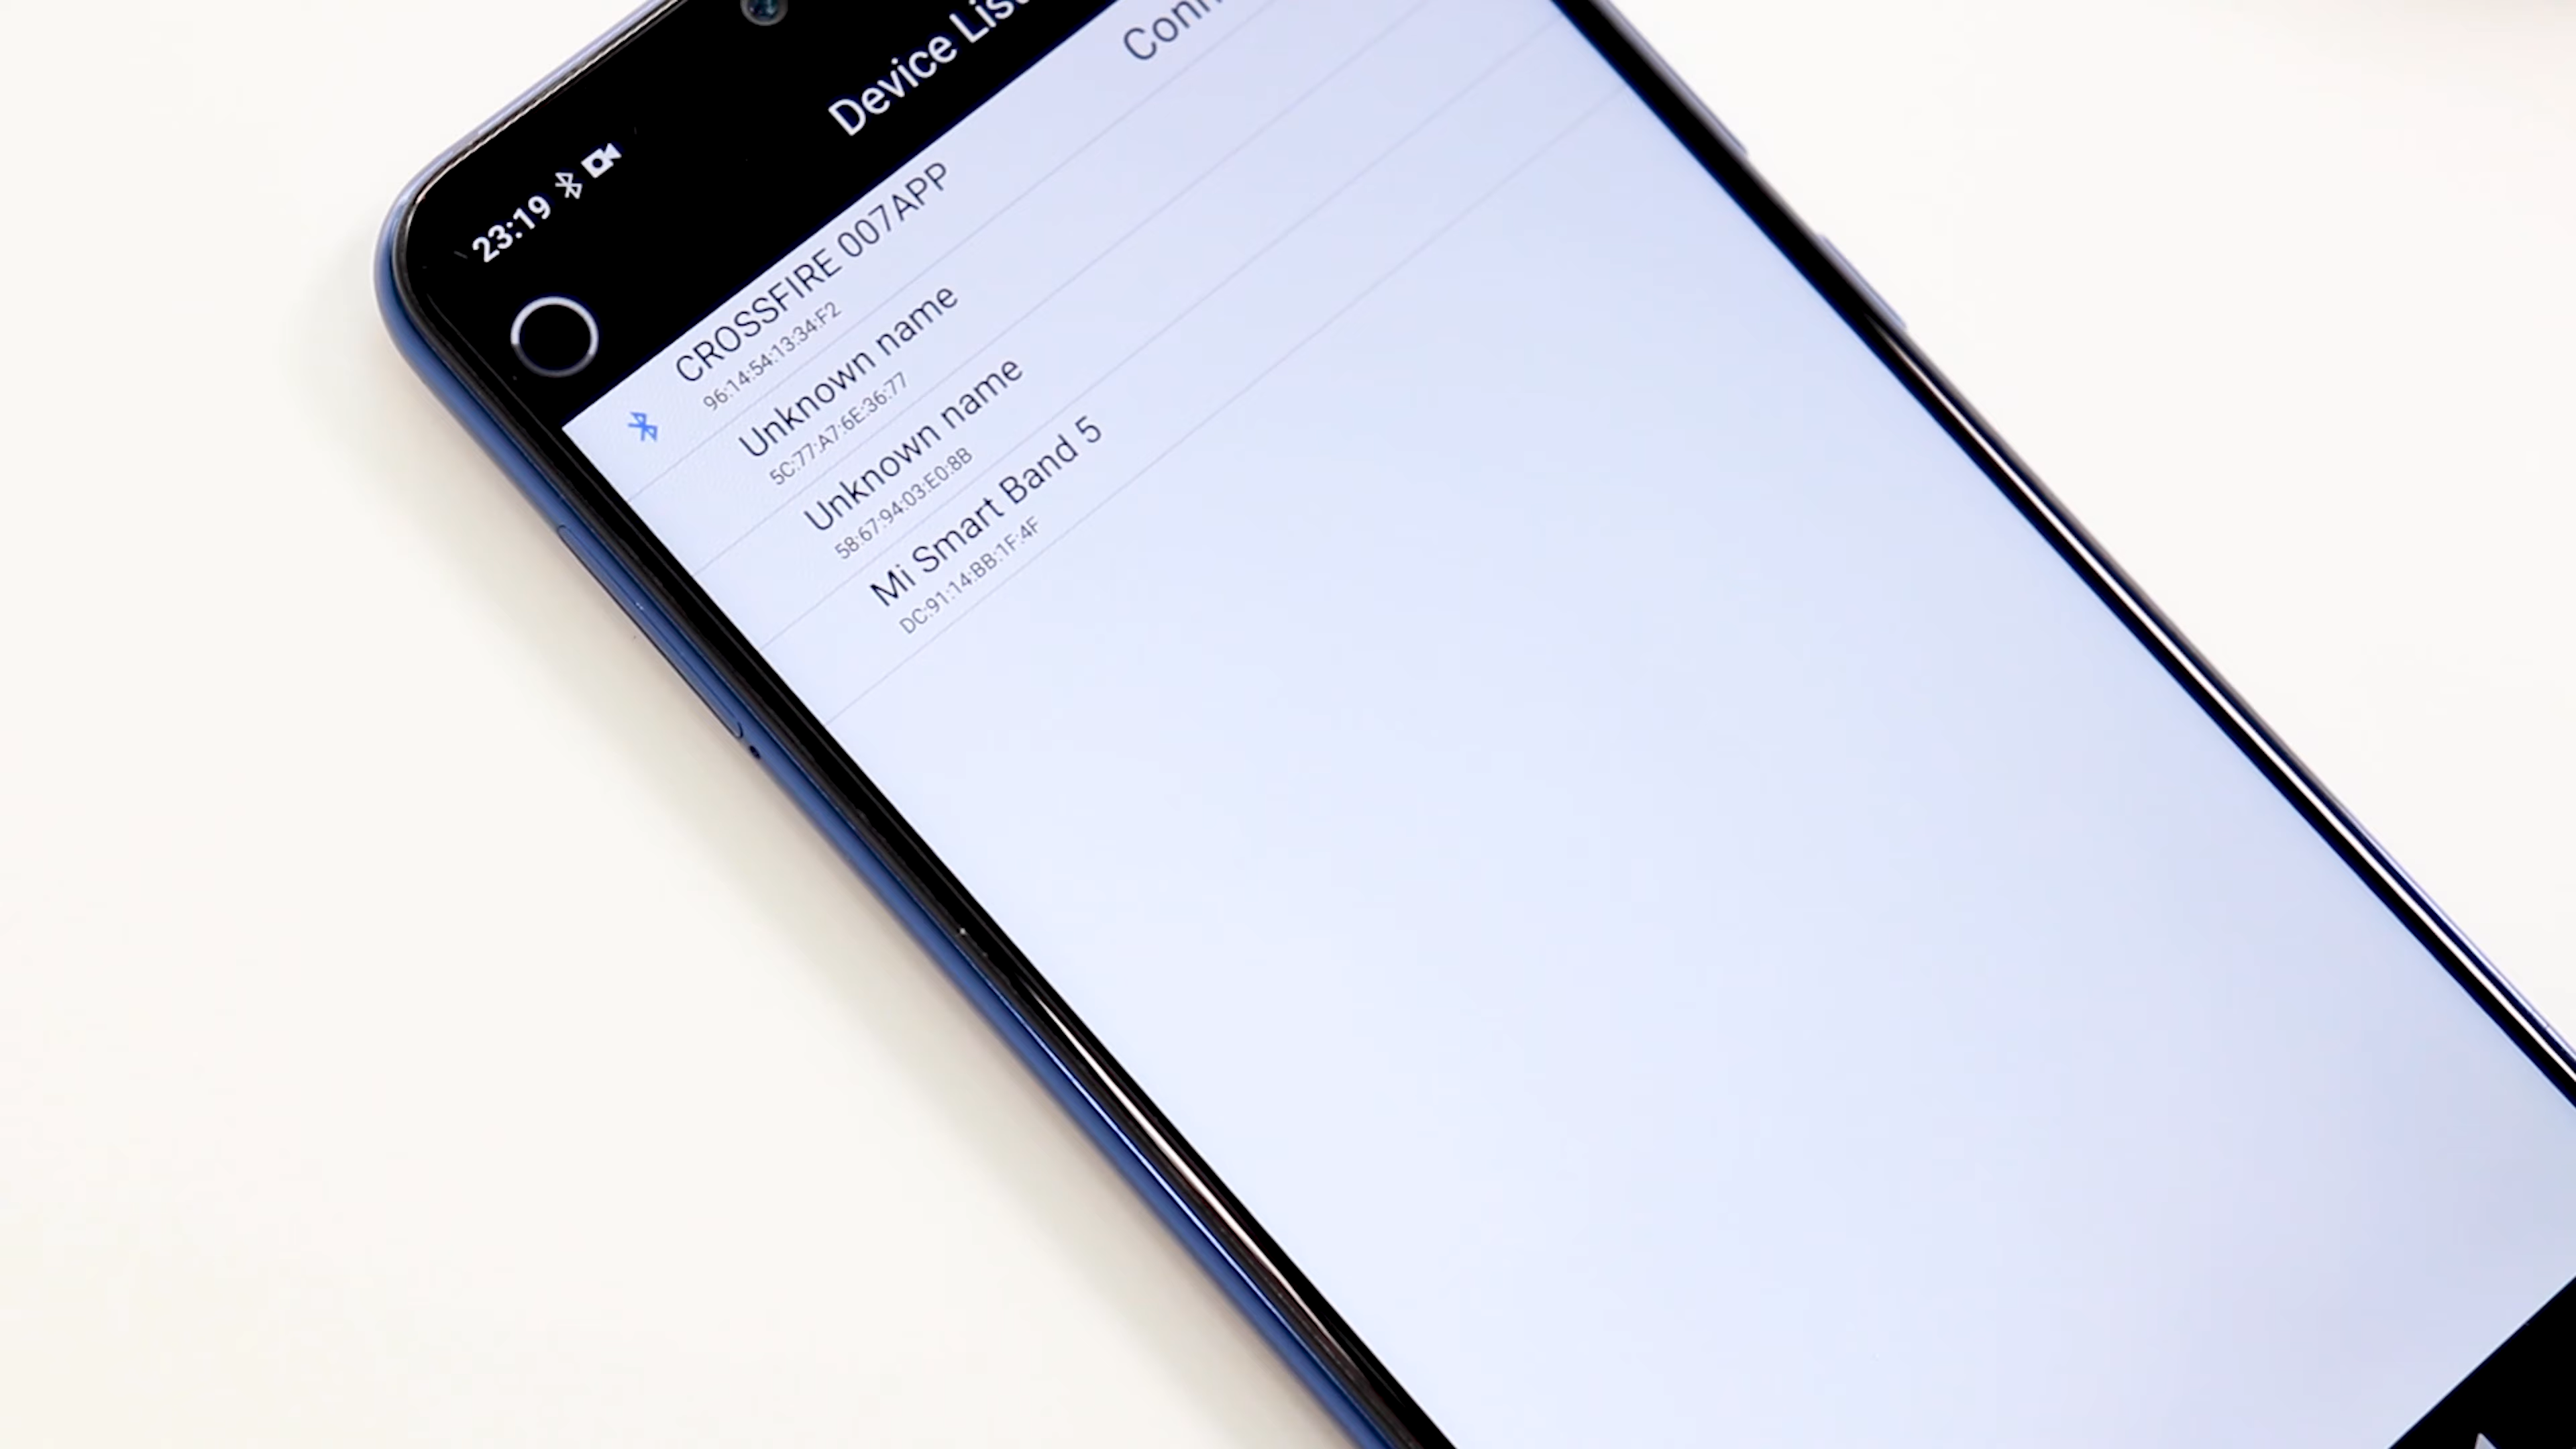 23:19
Device List
CROSSFIRE 007APP
96:14:54:13:34:F2
Unknown name
5C:77:A7:6E:36:77
Unknown name
58:67:94:03:E0:8B
Mi Smart Band 5
DC:91:14:BB:1F:4F